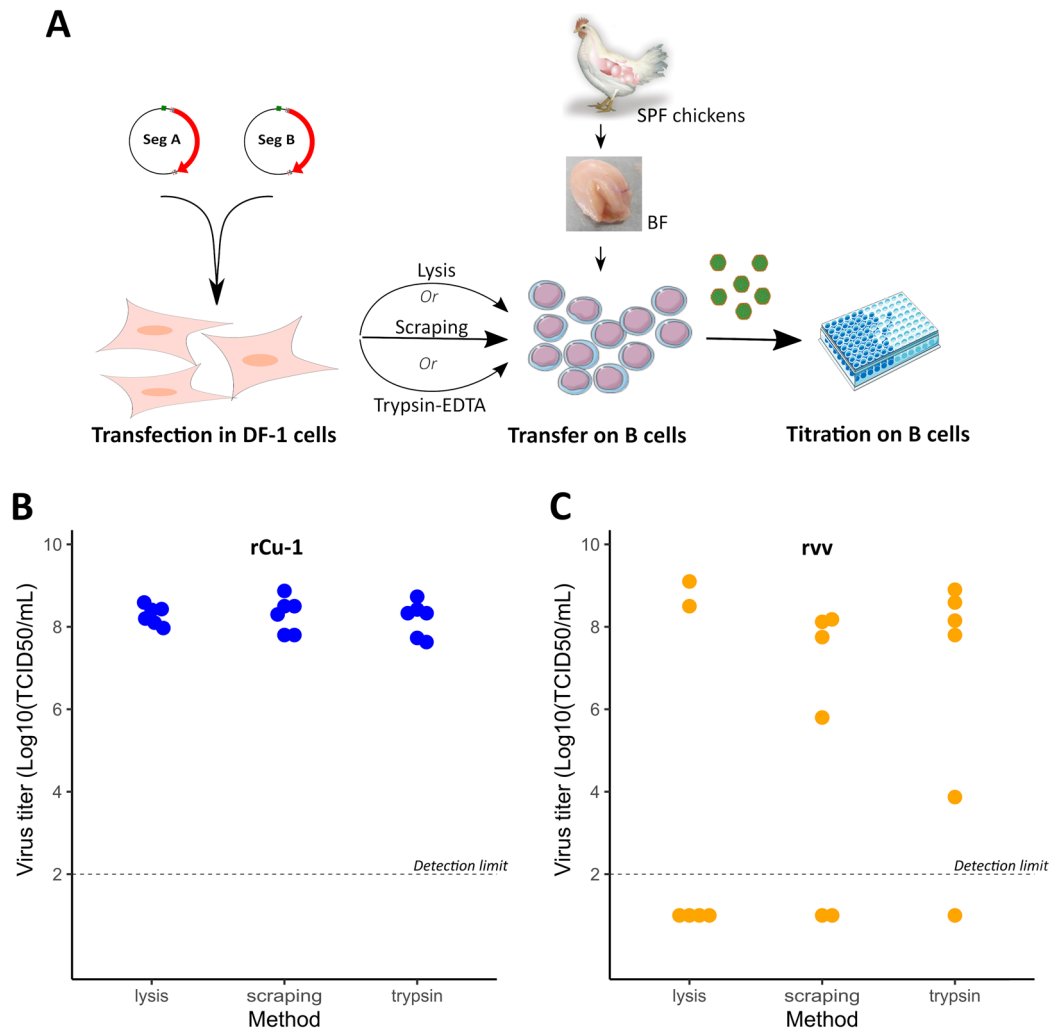 A
SPF chickens
Seg A
Seg B
BF
Lysis
Or
Scraping
Or
Trypsin-EDTA
Transfection in DF-1 cells
Transfer on B cells
Titration on B cells
B
rCu-1
Virus titer (Log10(TCID50/mL)
10
8
6
4
2
Detection limit
lysis
scraping
trypsin
Method
C
rvv
Virus titer (Log10(TCID50/mL)
10
8
6
4
2
Detection limit
lysis
scraping
trypsin
Method